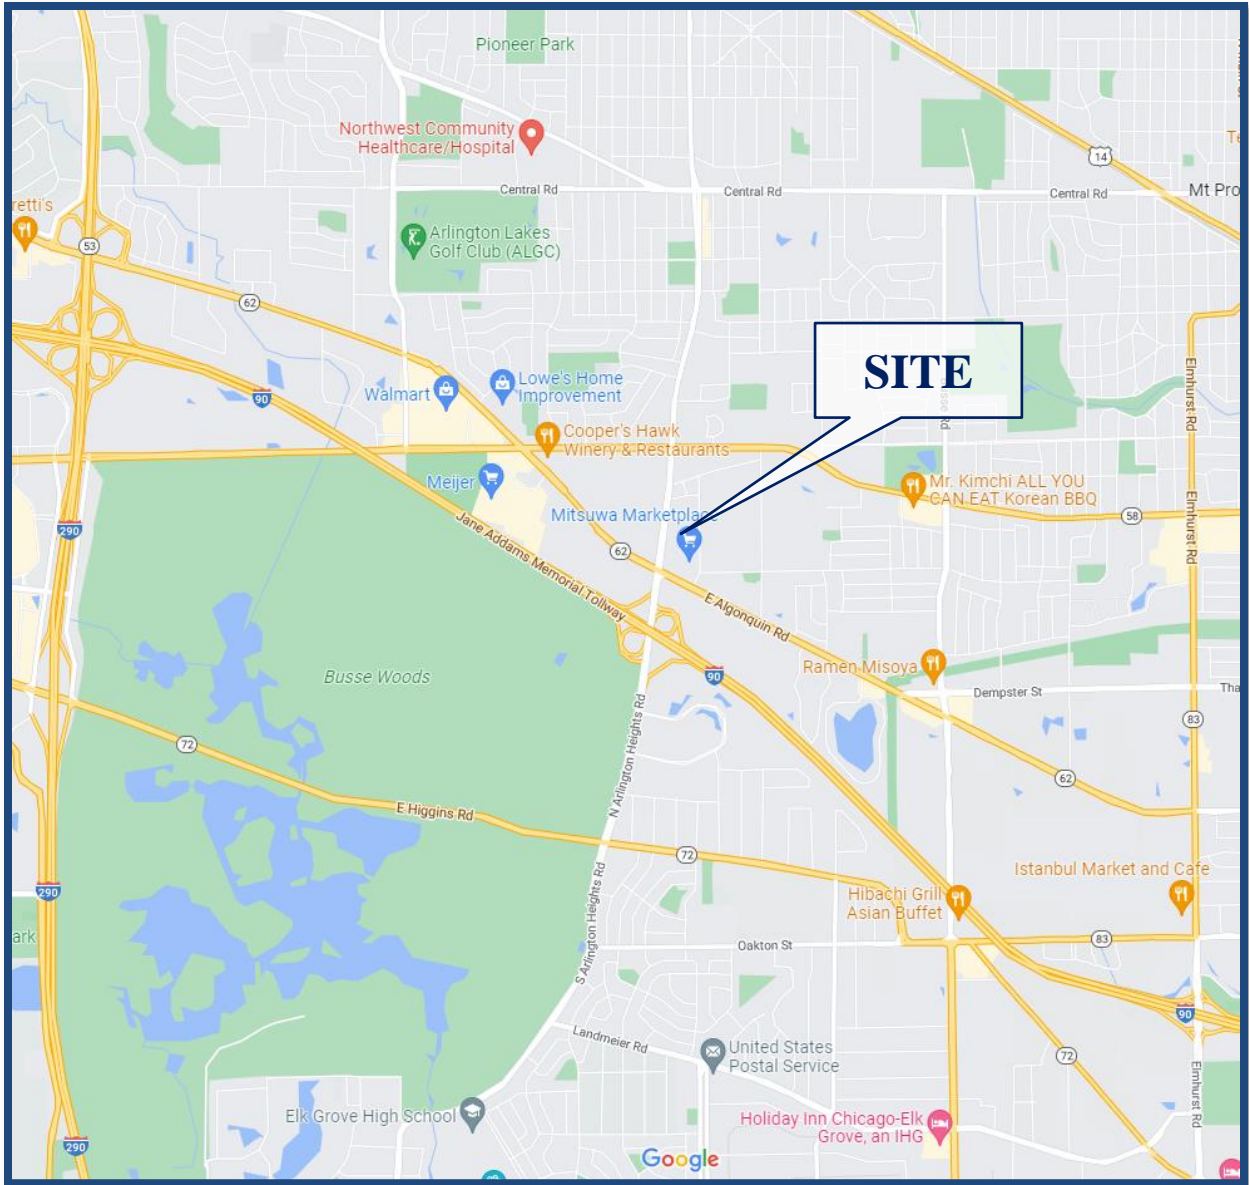 Pioneer Park
Northwest Community
Healthcare/Hospital
14
Central Rd
Central Rd
Central Rd
Mt Pro
retti's
53
Arlington Lakes
Golf Club (ALGC)
62
SITE
90
Walmart
Lowe's Home
Improvement
Elmhurst Rd
Cooper's Hawk
Winery & Restaurants
Meijer
Mr. Kimchi ALL YOU
CAN EAT Korean BBQ
290
Jane Addams Memorial Tollway
Mitsuwa Marketplace
58
Elmhurst Rd
62
E Algonquin Rd
Busse Woods
90
Ramen Misoya
Dempster St
Tha
83
72
N Arlington Heights Rd
62
E Higgins Rd
72
290
Istanbul Market and Cafe
Hibachi Grill
Asian Buffet
ark
S Arlington Heights Rd
Oakton St
83
90
Landmeier Rd
United States
Postal Service
72
Elmhurst Rd
Elk Grove High School
Holiday Inn Chicago-Elk
Grove, an IHG
290
Google